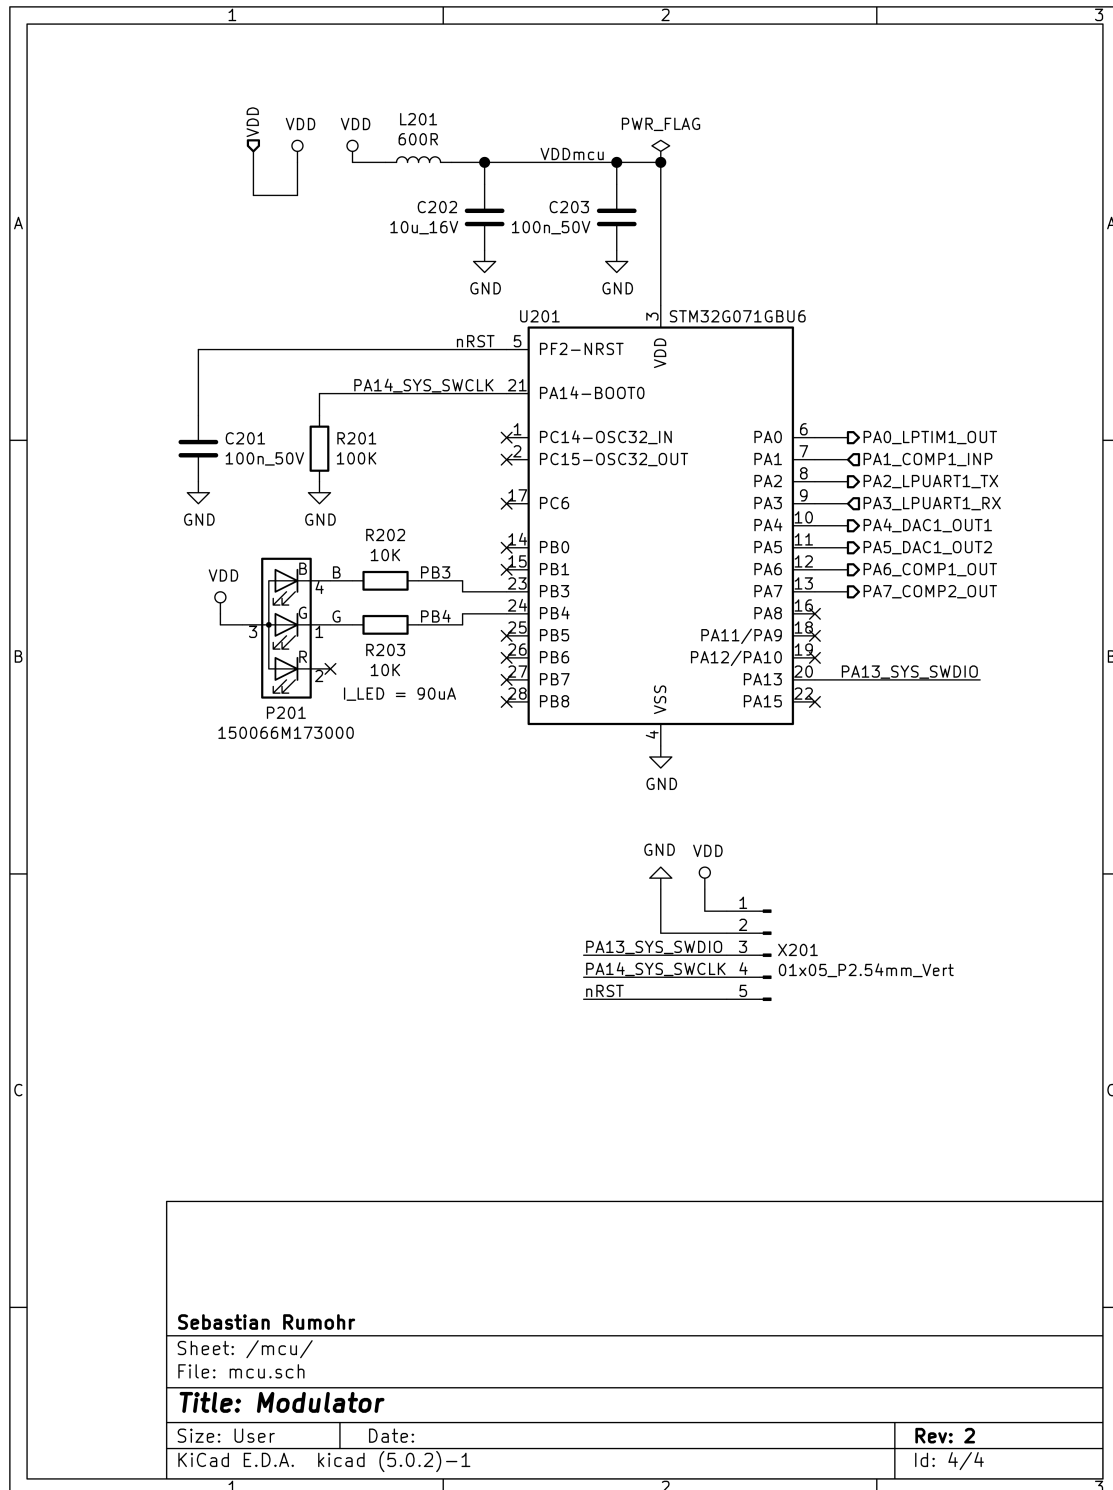 1 2 3
VDD VDD VDD L201 PWR_FLAG
600R
VDDmcu
A C202 C203 A
10u_16V 100n_50V
GND GND
U201 3 STM32G071GBU6
nRST 5 PF2-NRST VDD
PA14_SYS_SWCLK 21 PA14-BOOT0
C201 R201 1 PC14-OSC32_IN PA0 6 PA0_LPTIM1_OUT
100n_50V 100K 2 PC15-OSC32_OUT PA1 7 PA1_COMP1_INP
PA2 8 PA2_LPUART1_TX
17 PC6 PA3 9 PA3_LPUART1_RX
GND GND PA4 10 PA4_DAC1_OUT1
R202 14 PB0 PA5 11 PA5_DAC1_OUT2
10K 15 PB1 PA6 12 PA6_COMP1_OUT
VDD B 4 B PB3 23 PB3 PA7 13 PA7_COMP2_OUT
24 PB4 PA8 16
3 G 1 G PB4 25 PB5 PA11/PA9 18
B R203 26 PB6 PA12/PA10 19 B
R 2 10K 27 PB7 PA13 20 PA13_SYS_SWDIO
I_LED = 90uA 28 PB8 VSS PA15 22
P201
150066M173000 4
GND
GND VDD
1
2
PA13_SYS_SWDIO 3 X201
PA14_SYS_SWCLK 4 01x05_P2.54mm_Vert
nRST 5
C C
Sebastian Rumohr
Sheet: /mcu/
File: mcu.sch
Title: Modulator
Size: User Date: Rev: 2
KiCad E.D.A. kicad (5.0.2)-1 Id: 4/4
1 2 3